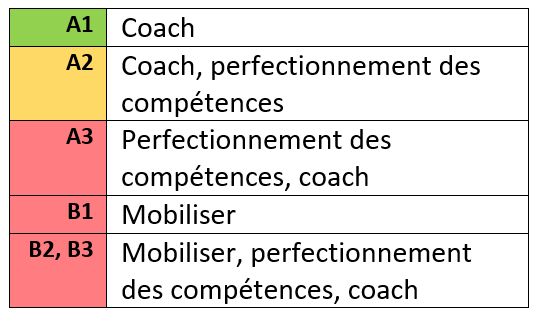 A1 Coach
A2 Coach, perfectionnement des
compétences
A3 Perfectionnement des
compétences, coach
B1 Mobiliser
B2, B3 Mobiliser, perfectionnement
des compétences, coach